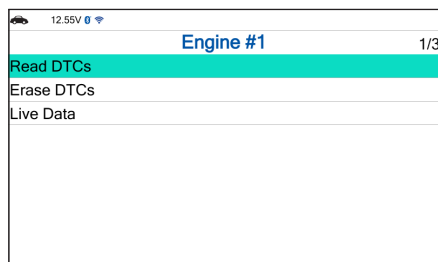 12.55V
Engine #1 1/3
Read DTCs
Erase DTCs
Live Data